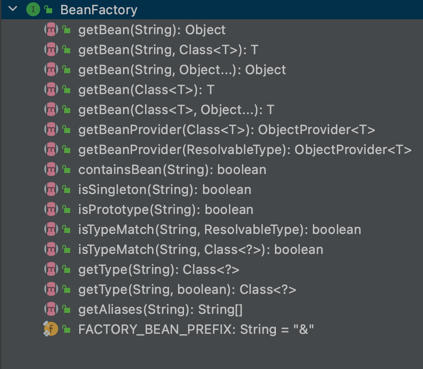 BeanFactory
getBean(String): Object
getBean(String, Class<T>): T
getBean(String, Object...): Object
getBean(Class<T>): T
getBean(Class<T>, Object...): T
getBeanProvider(Class<T>): ObjectProvider<T>
getBeanProvider(ResolvableType): ObjectProvider<T>
containsBean(String): boolean
isSingleton(String): boolean
isPrototype(String): boolean
isTypeMatch(String, ResolvableType): boolean
isTypeMatch(String, Class<?>): boolean
getType(String): Class<?>
getType(String, boolean): Class<?>
getAliases(String): String[]
FACTORY_BEAN_PREFIX: String = "&"